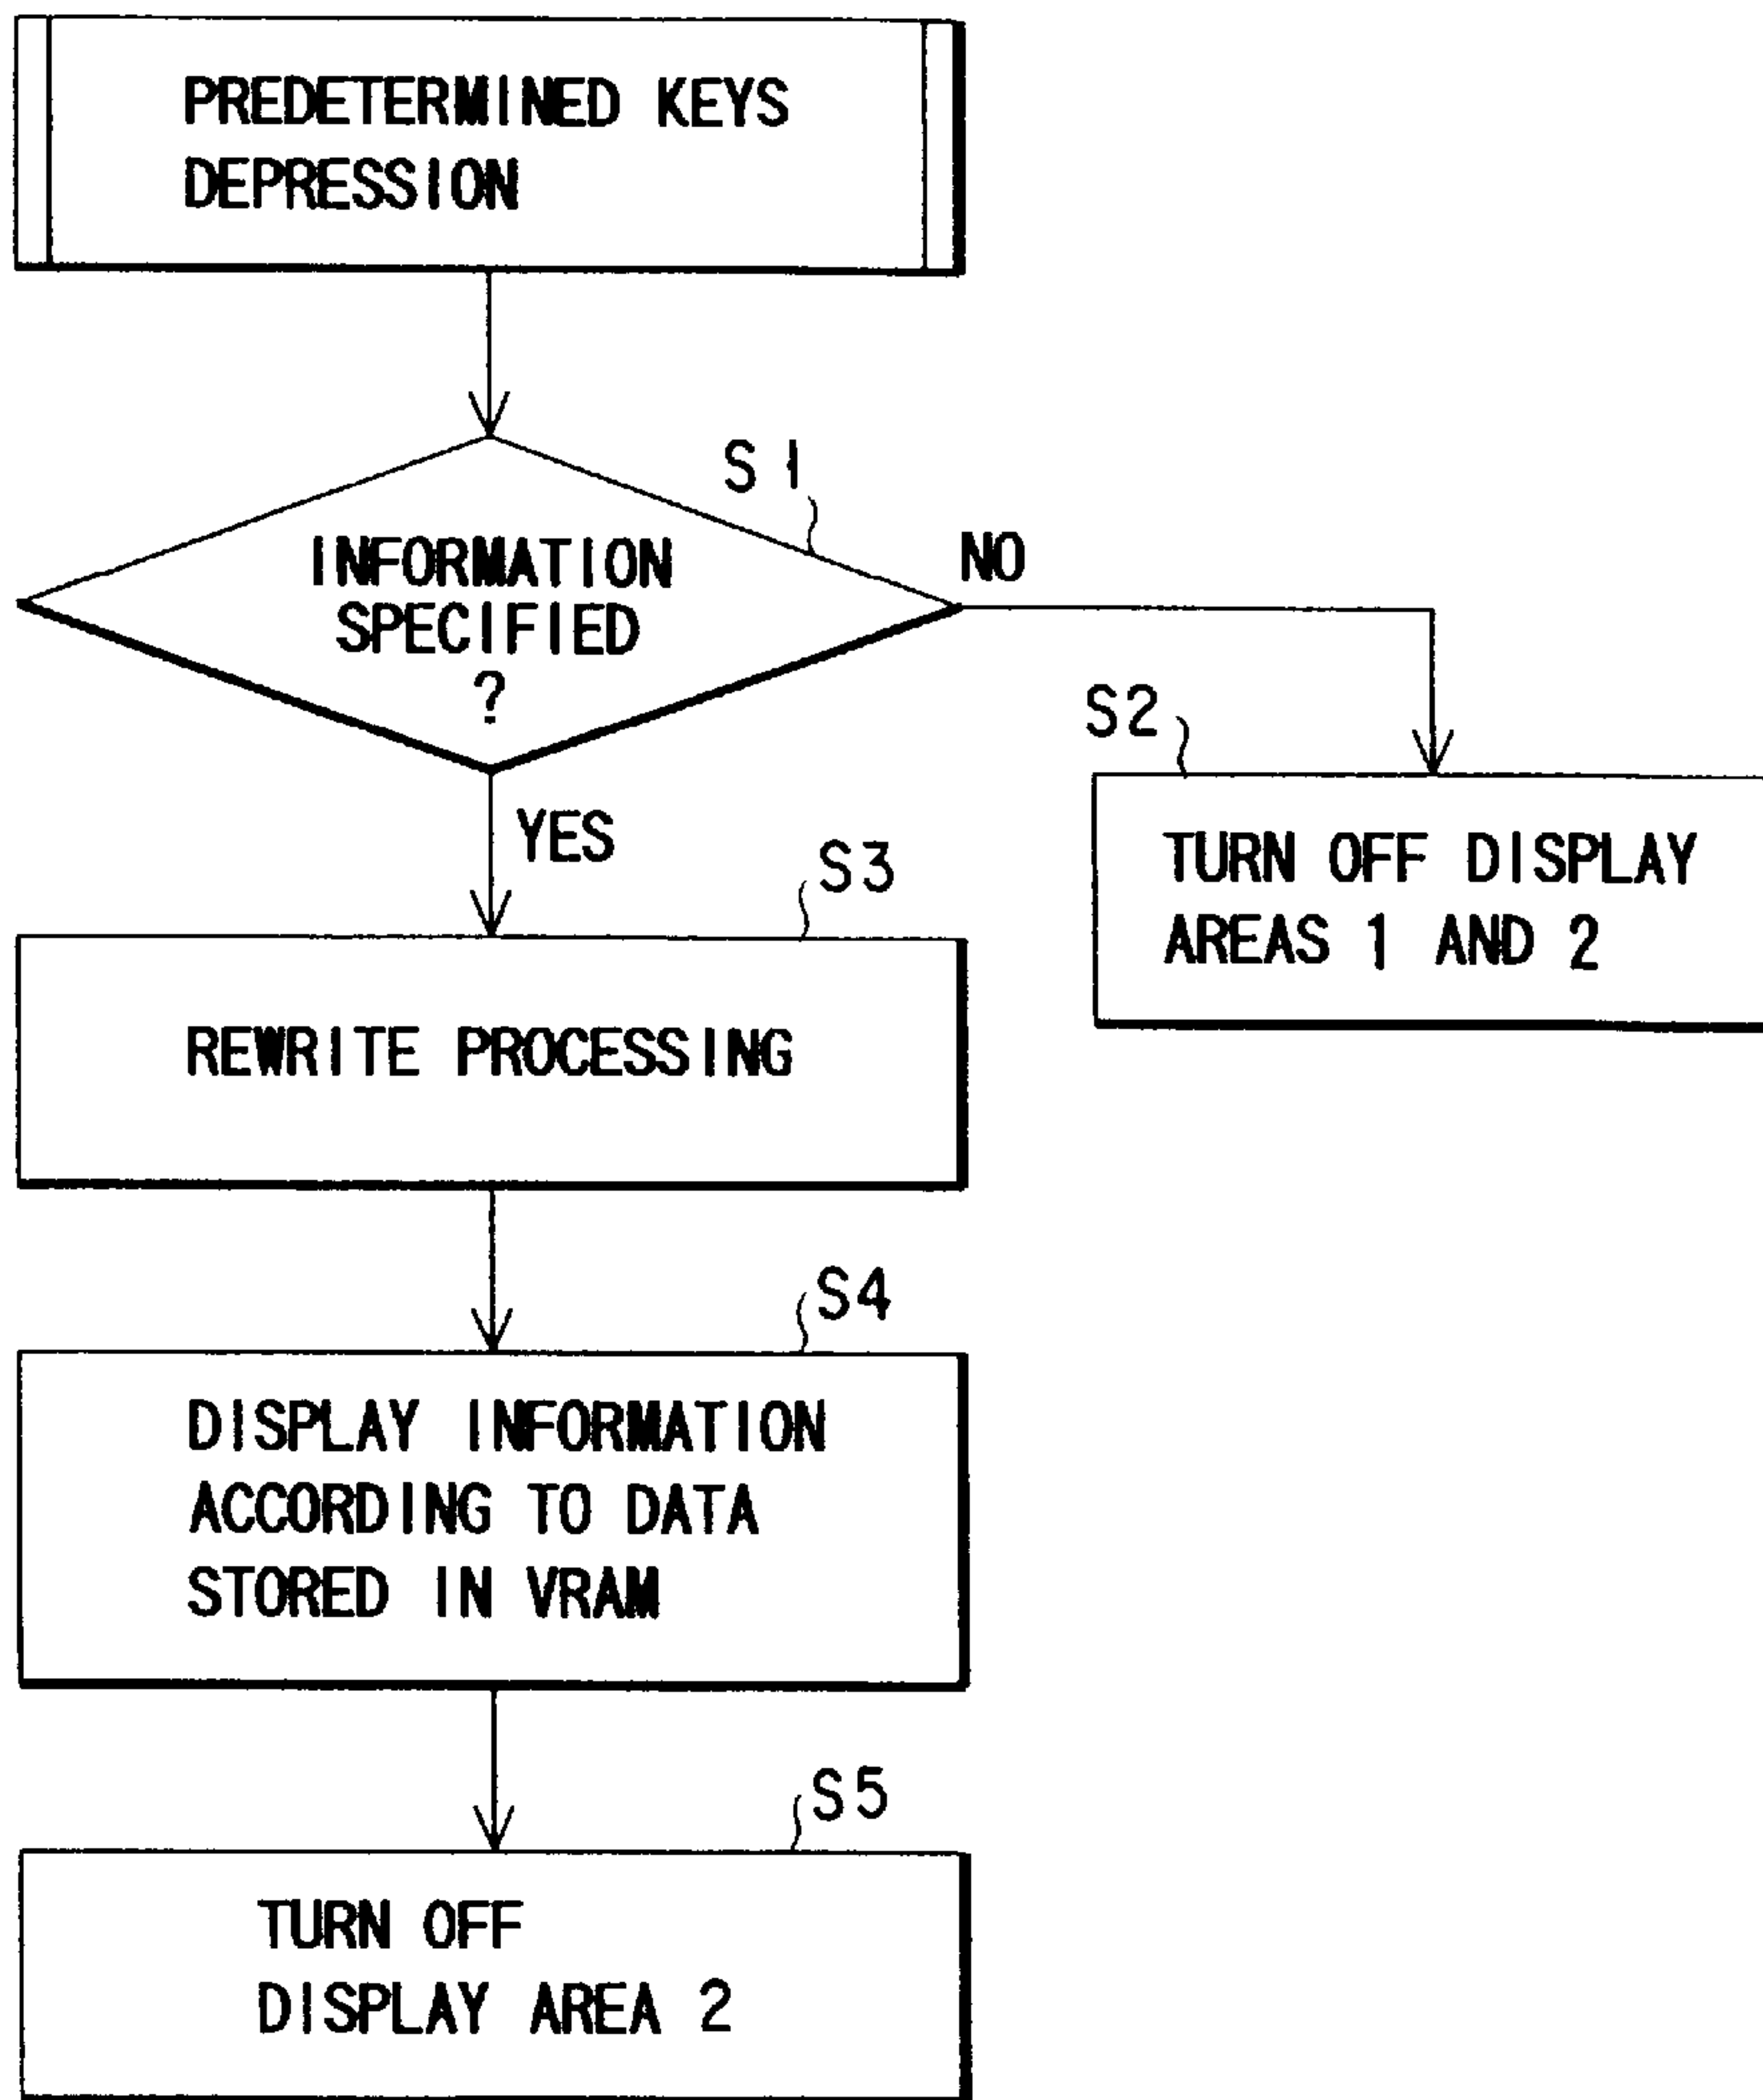 PREDETERMINED KEYS
DEPRESSION
S1
INFORMATION
SPECIFIED
?
NO
YES
S2
TURN OFF DISPLAY
AREAS 1 AND 2
S3
REWRITE PROCESSING
S4
DISPLAY INFORMATION
ACCORDING TO DATA
STORED IN VRAM
S5
TURN OFF
DISPLAY AREA 2